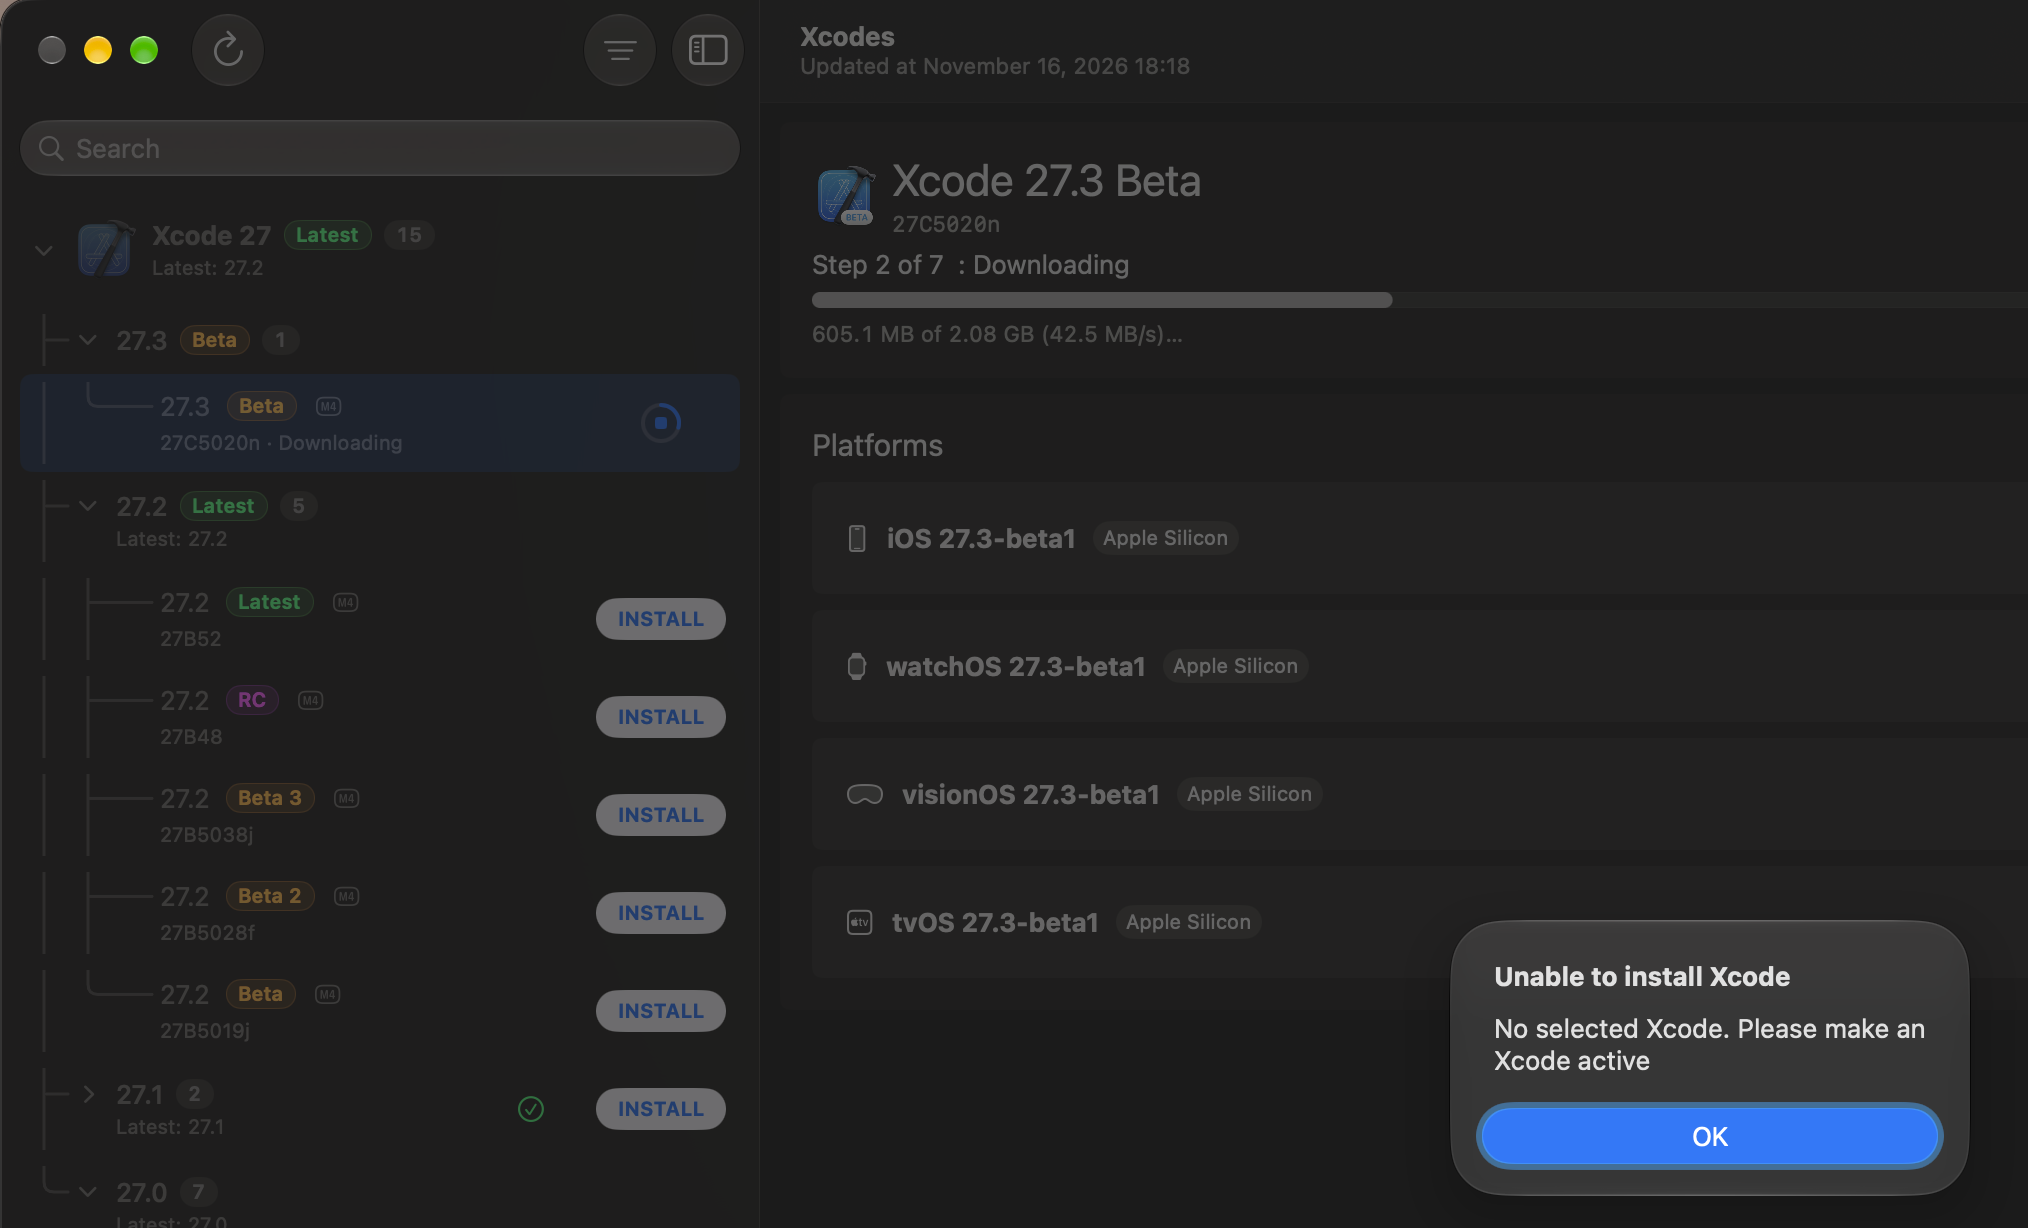 Xcodes
Updated at November 16, 2026 18:18
Search
Xcode 27 Latest 15
Latest: 27.2
27.3 Beta 1
27.3 Beta M4
27C5020n · Downloading
27.2 Latest 5
Latest: 27.2
27.2 Latest M4
27B52
INSTALL
27.2 RC M4
27B48
INSTALL
27.2 Beta 3 M4
27B5038j
INSTALL
27.2 Beta 2 M4
27B5028f
INSTALL
27.2 Beta M4
27B5019j
INSTALL
27.1 2
Latest: 27.1
INSTALL
27.0 7
Latest: 27.0
BETA
Xcode 27.3 Beta
27C5020n
Step 2 of 7 : Downloading
605.1 MB of 2.08 GB (42.5 MB/s)...
Platforms
iOS 27.3-beta1 Apple Silicon
watchOS 27.3-beta1 Apple Silicon
visionOS 27.3-beta1 Apple Silicon
tv tvOS 27.3-beta1 Apple Silicon
Unable to install Xcode
No selected Xcode. Please make an
Xcode active
OK